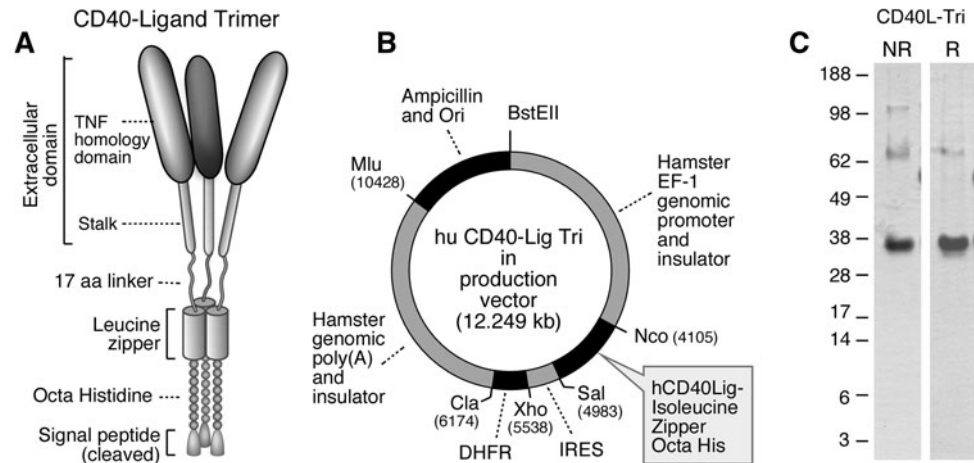 CD40-Ligand Trimer
A
Extracellular
domain
TNF
homology
domain
Stalk
17 aa linker
Leucine
zipper
Octa Histidine
Signal peptide
(cleaved)
B
Ampicillin
and Ori
BstEII
Mlu
(10428)
Hamster
EF-1
genomic
promoter
and
insulator
hu CD40-Lig Tri
in
production
vector
(12.249 kb)
Nco (4105)
Hamster
genomic
poly(A)
and
insulator
Cla
(6174)
Xho
(5538)
Sal
(4983)
DHFR
IRES
hCD40Lig-
Isoleucine
Zipper
Octa His
CD40L-Tri
C
NR
R
188
98
62
49
38
28
17
14
6
3